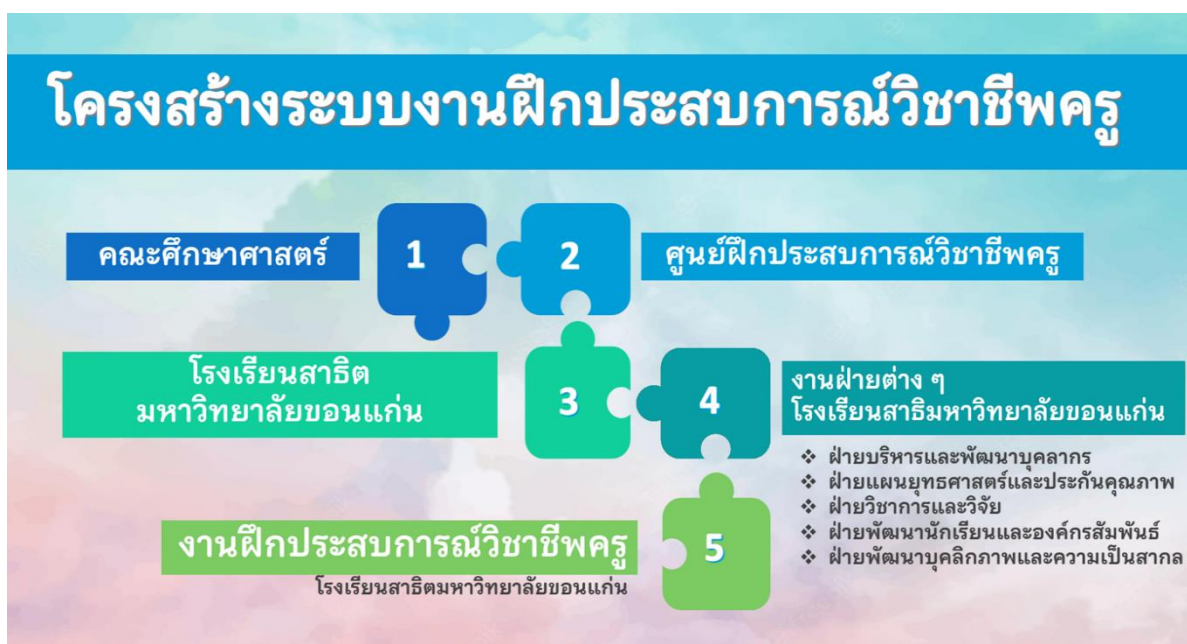 โครงสร้างระบบงานฝึกประสบการณ์วิชาชีพครู
คณะศึกษาศาสตร์
1
2
ศูนย์ฝึกประสบการณ์วิชาชีพครู
โรงเรียนสาธิต
มหาวิทยาลัยขอนแก่น
3
4
งานฝ่ายต่าง ๆ
โรงเรียนสาธิมหาวิทยาลัยขอนแก่น
❖ ฝ่ายบริหารและพัฒนาบุคลากร
❖ ฝ่ายแผนยุทธศาสตร์และประกันคุณภาพ
❖ ฝ่ายวิชาการและวิจัย
❖ ฝ่ายพัฒนานักเรียนและองค์กรสัมพันธ์
❖ ฝ่ายพัฒนาบุคลิกภาพและความเป็นสากล
งานฝึกประสบการณ์วิชาชีพครู
โรงเรียนสาธิตมหาวิทยาลัยขอนแก่น
5